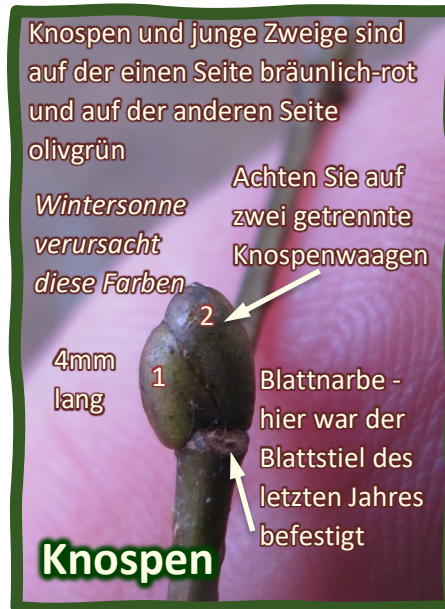 Knospen und junge Zweige sind
auf der einen Seite bräunlich-rot
und auf der anderen Seite
olivgrün
Wintersonne
verursacht
diese Farben
Achten Sie auf
zwei getrennte
Knospenwaagen
2
1
4mm
lang
Blattnarbe -
hier war der
Blattstiel des
letzten Jahres
befestigt
Knospen